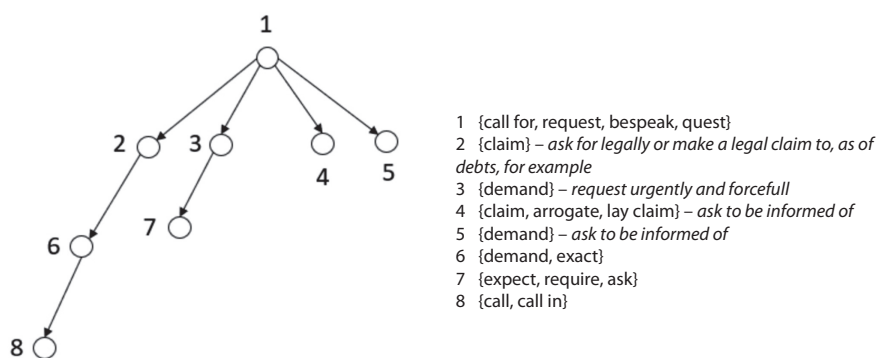 1
2
3
4
5
6
7
8
1 {call for, request, bespeak, quest}
2 {claim} – ask for legally or make a legal claim to, as of
debts, for example
3 {demand} – request urgently and forcefull
4 {claim, arrogate, lay claim} – ask to be informed of
5 {demand} – ask to be informed of
6 {demand, exact}
7 {expect, require, ask}
8 {call, call in}